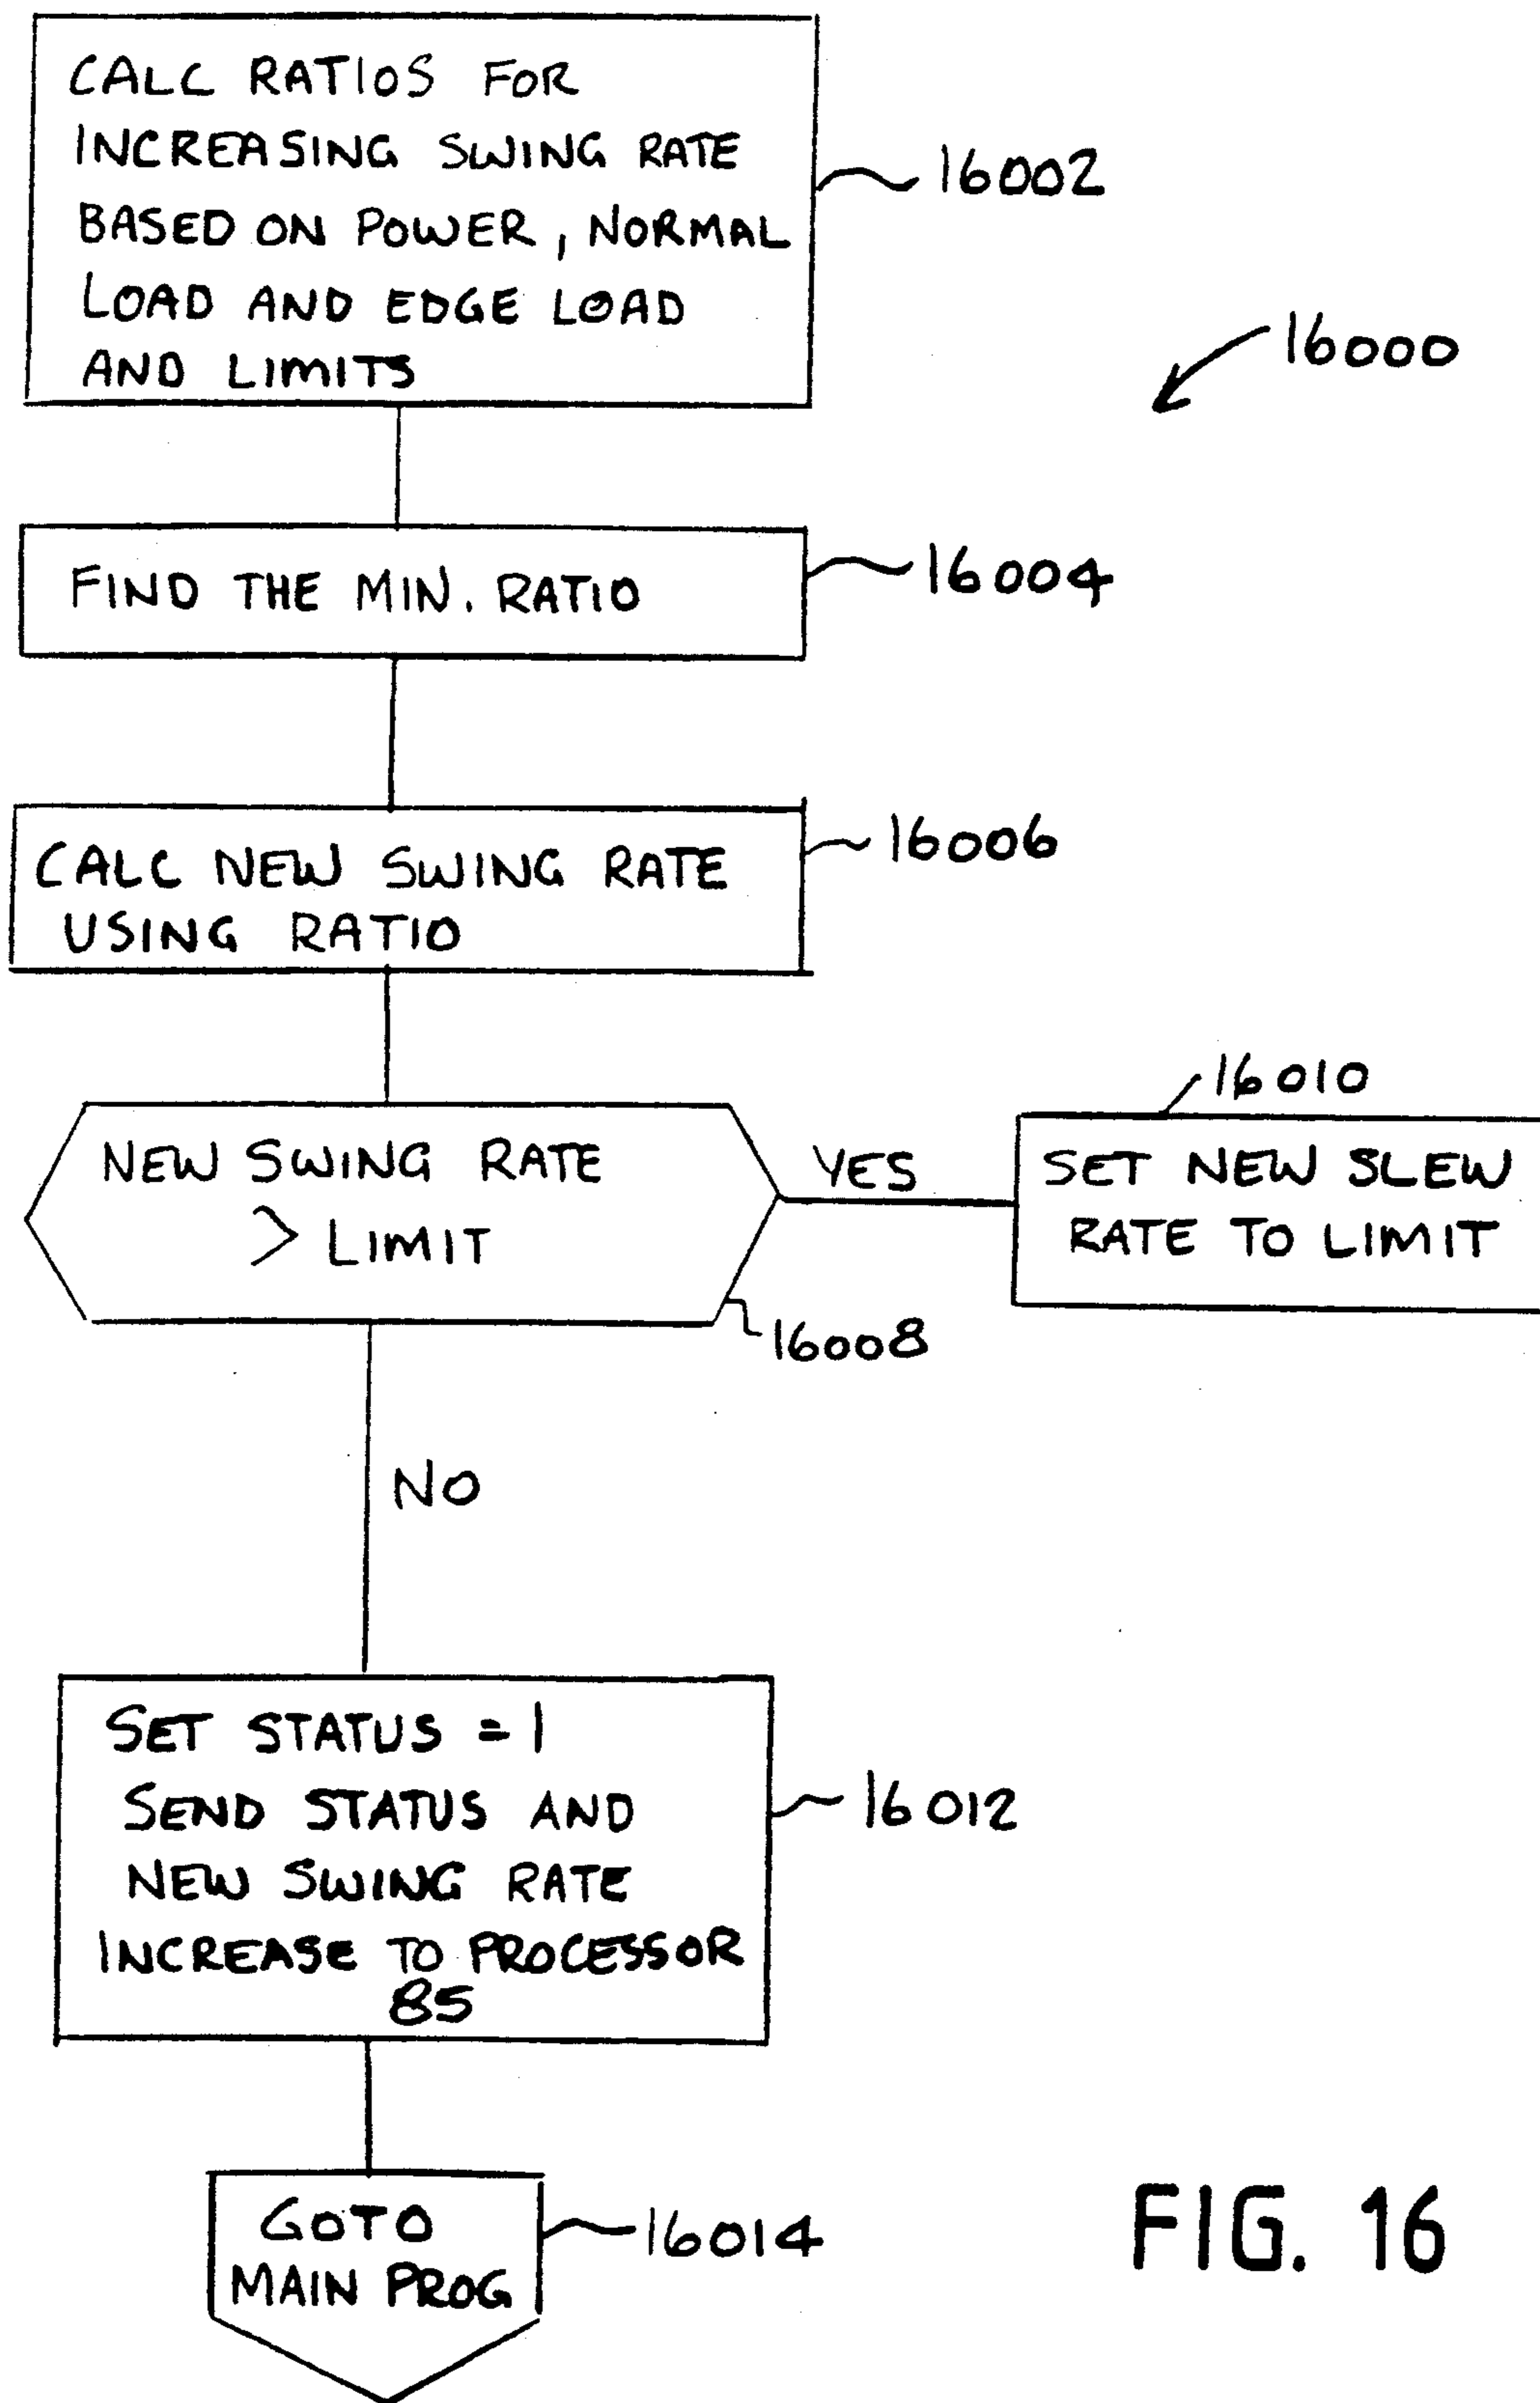 CALC RATIOS FOR
INCREASING SWING RATE
BASED ON POWER, NORMAL
LOAD AND EDGE LOAD
AND LIMITS
16002
16000
FIND THE MIN. RATIO
16004
CALC NEW SWING RATE
USING RATIO
16006
NEW SWING RATE
> LIMIT
16008
YES
16010
SET NEW SLEW
RATE TO LIMIT
NO
SET STATUS = 1
SEND STATUS AND
NEW SWING RATE
INCREASE TO PROCESSOR
85
16012
GOTO
MAIN PROG
16014
FIG. 16